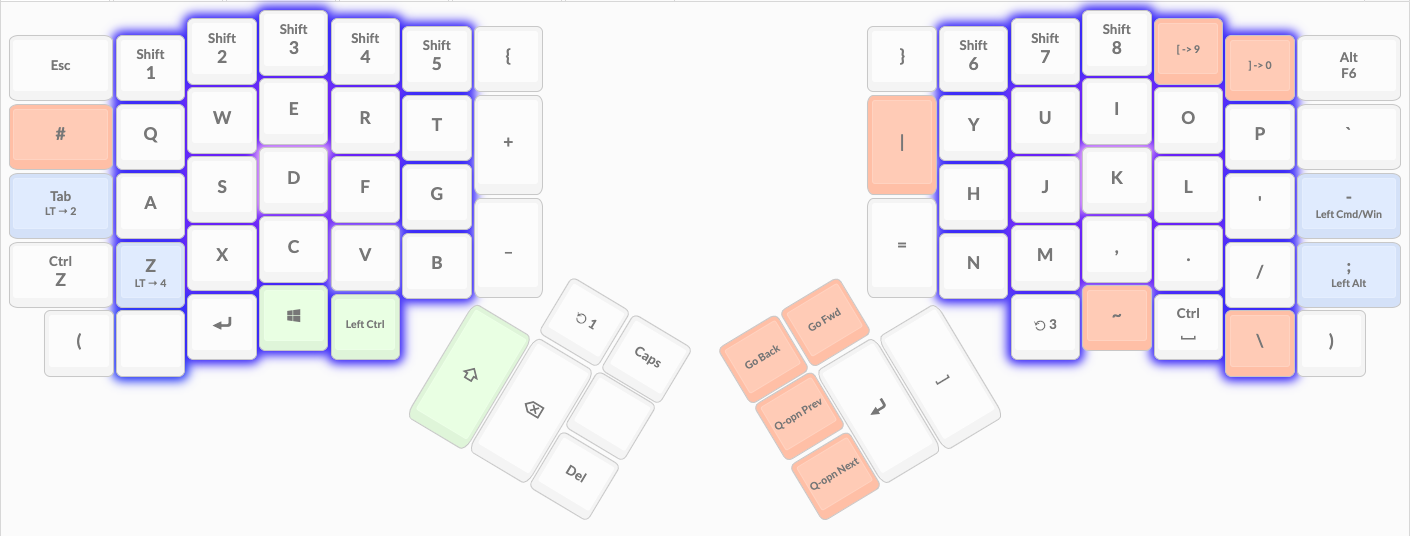 Esc
Shift
1
Shift
2
Shift
3
Shift
4
Shift
5
{
#
Q
W
E
R
T
+
Tab
LT → 2
A
S
D
F
G
Ctrl
Z
Z
LT → 4
X
C
V
B
–
(
Left Ctrl
1
Caps
Del
}
Shift
6
Shift
7
Shift
8
[ -> 9
] -> 0
Alt
F6
|
Y
U
I
O
P
`
H
J
K
L
'
-
Left Cmd/Win
=
N
M
,
.
/
;
Left Alt
3
~
Ctrl
\
)
Go Back
Go Fwd
Q-opn Prev
Q-opn Next